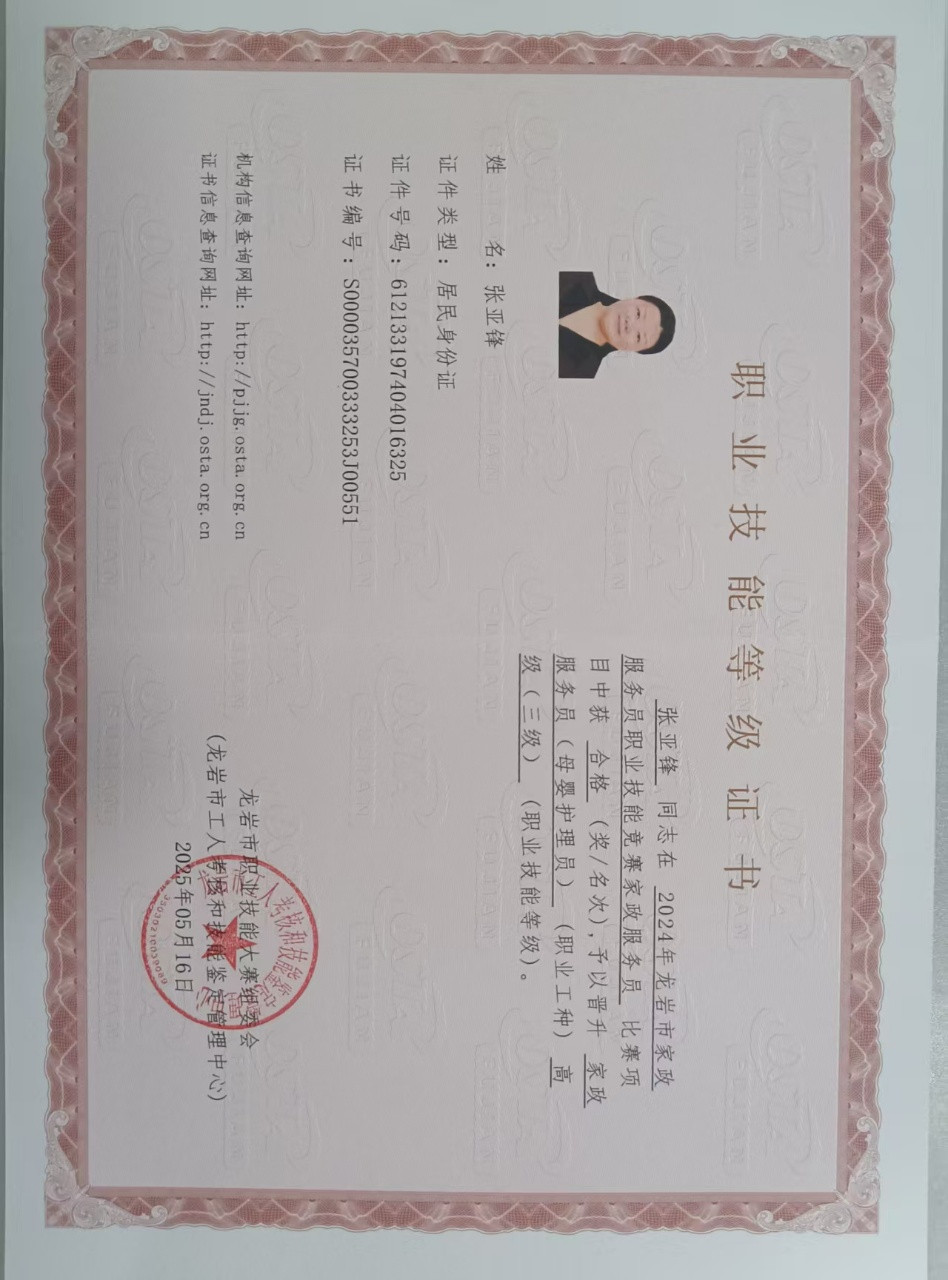 职业技能等级证书
姓 名：张亚锋
证件类型：居民身份证
证件号码：612133197404016325
证书编号：S000035700333253J00551
机构信息查询网址：http://pjjg.osta.org.cn
证书信息查询网址：http://jndj.osta.org.cn
张亚锋 同志在 2024年龙岩市家政
服务员职业技能竞赛家政服务员 比赛项
目中获 合格 （奖/名次），予以晋升 家政
服务员（母婴护理员）（职业工种） 高
级（三级） （职业技能等级）。
龙岩市职业技能大赛组委会
（龙岩市工人考核和技能鉴定管理中心）
2025年05月16日
OSTA
FUJIAN